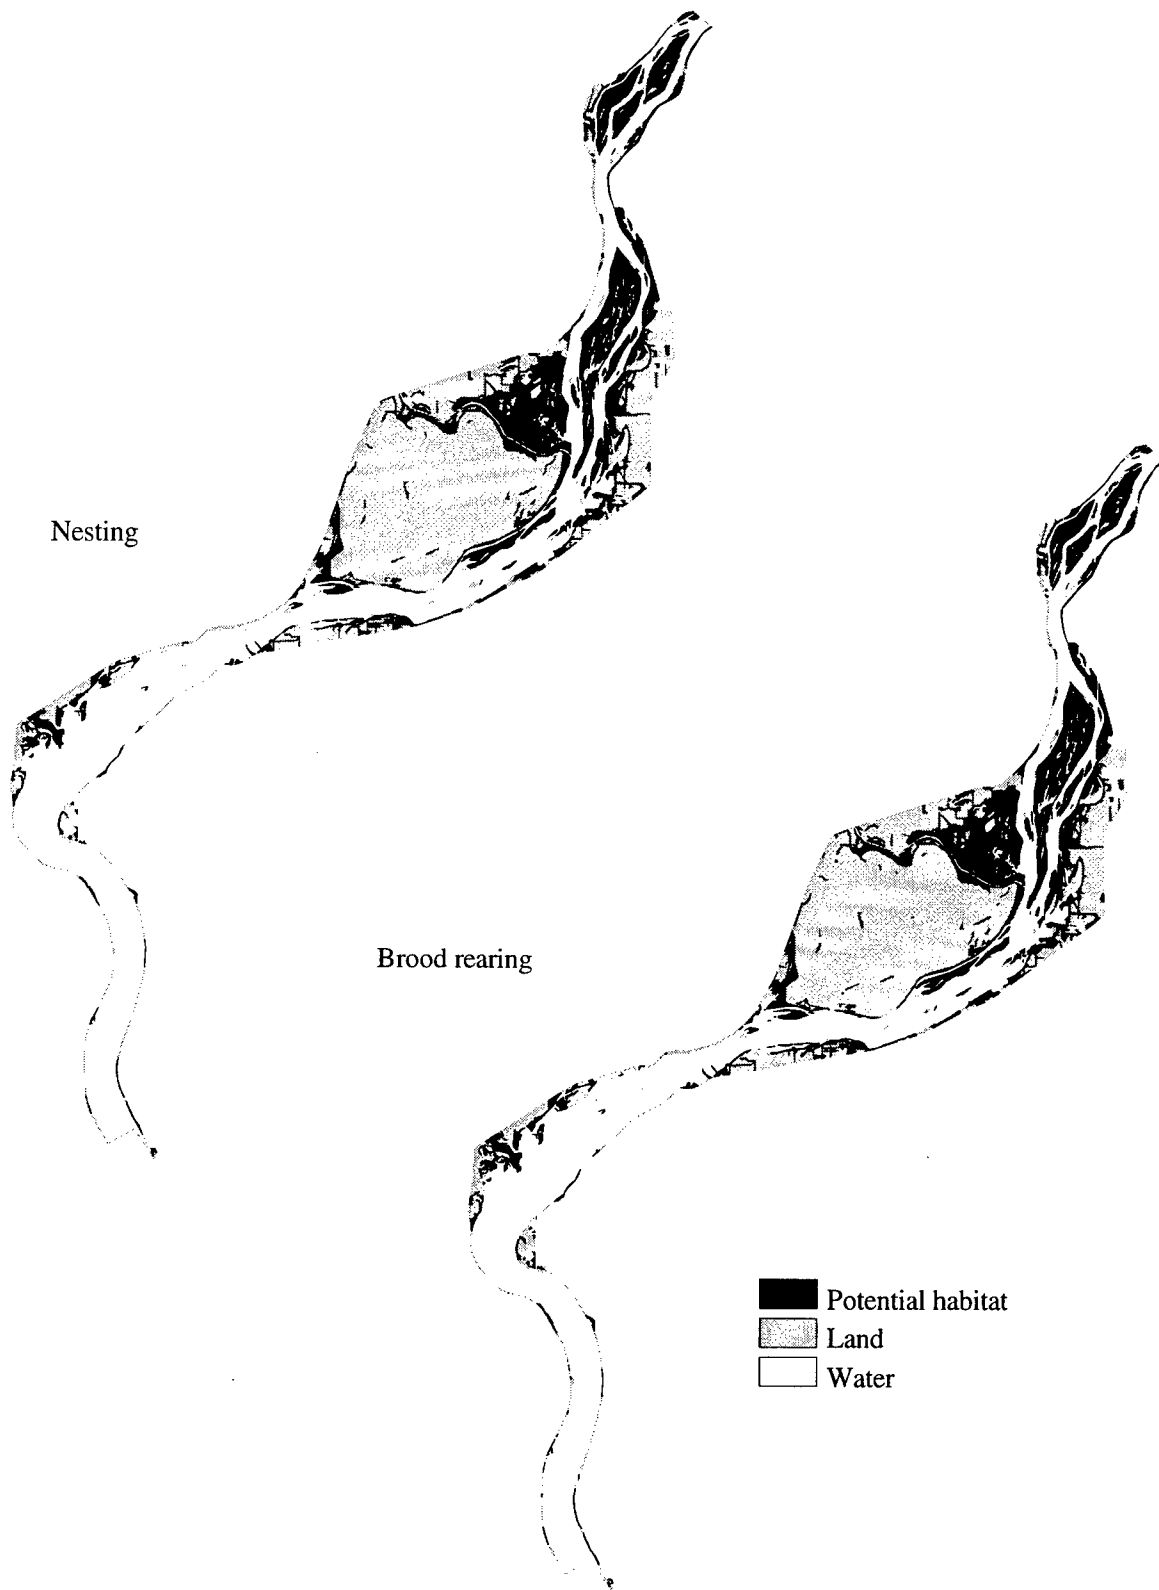 Nesting
Brood rearing
Potential habitat
Land
Water